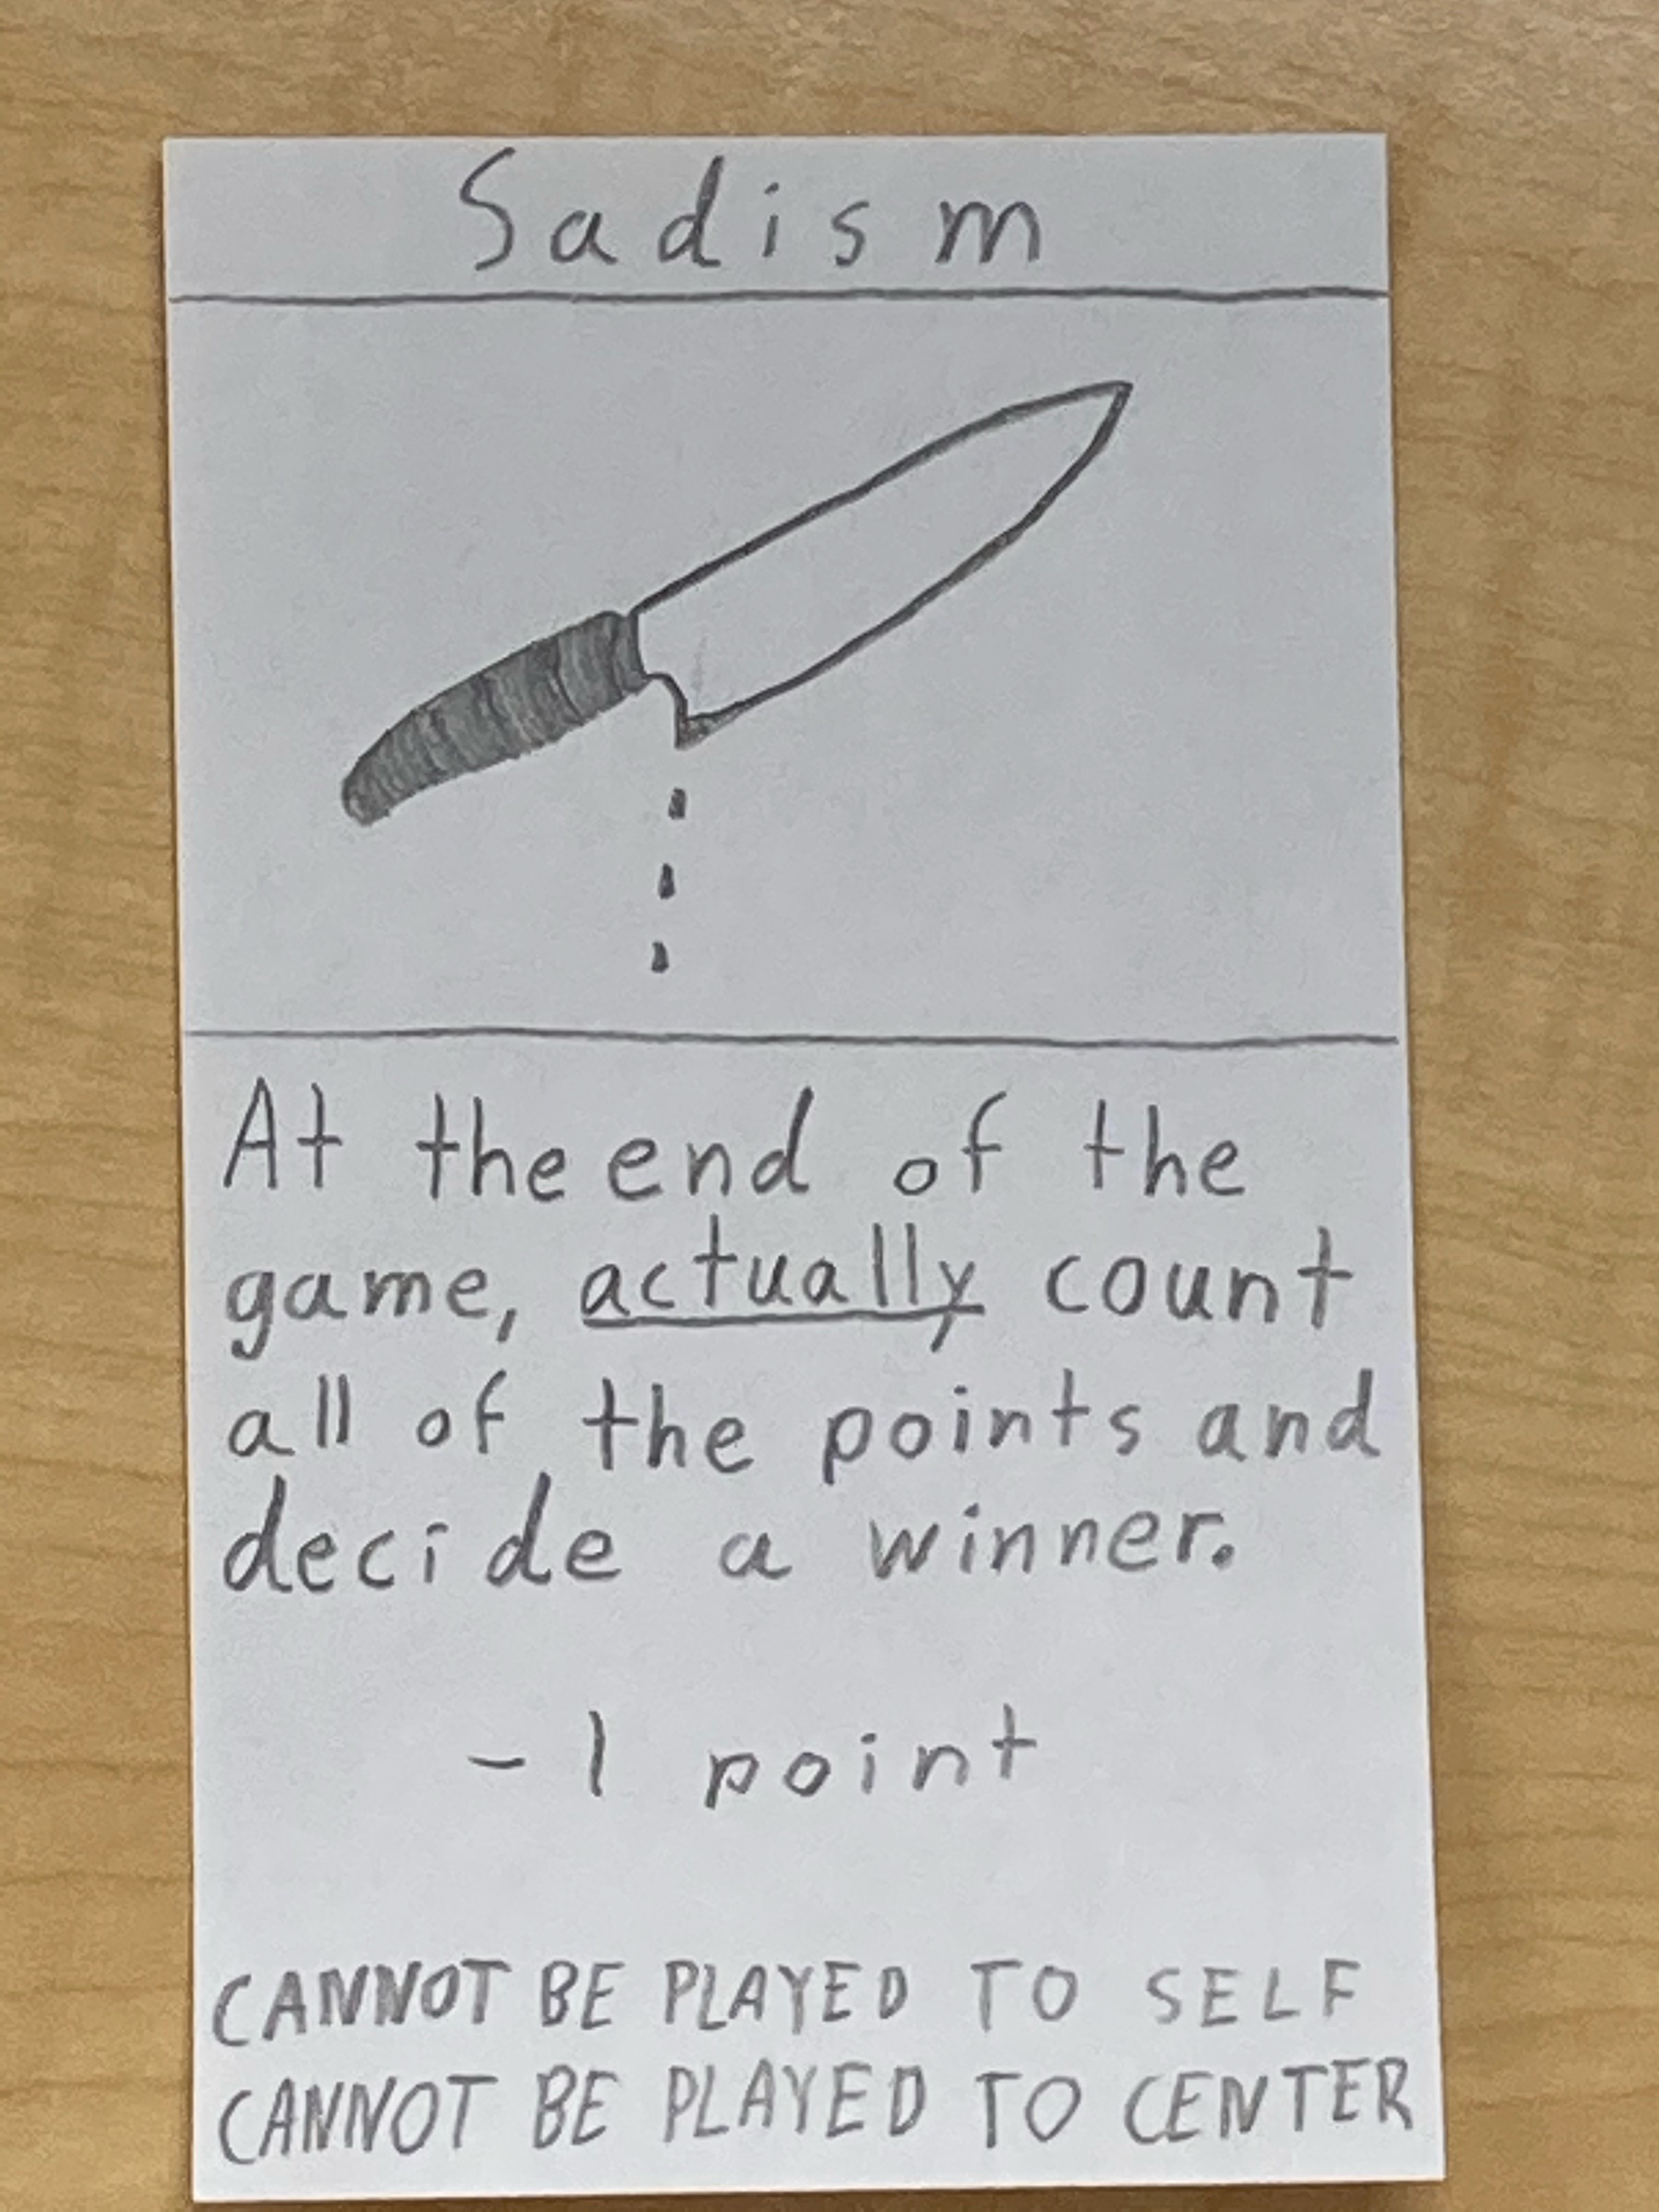 Sadism
At the end of the
game, actually count
all of the points and
decide a winner.
-1 point
CANNOT BE PLAYED TO SELF
CANNOT BE PLAYED TO CENTER